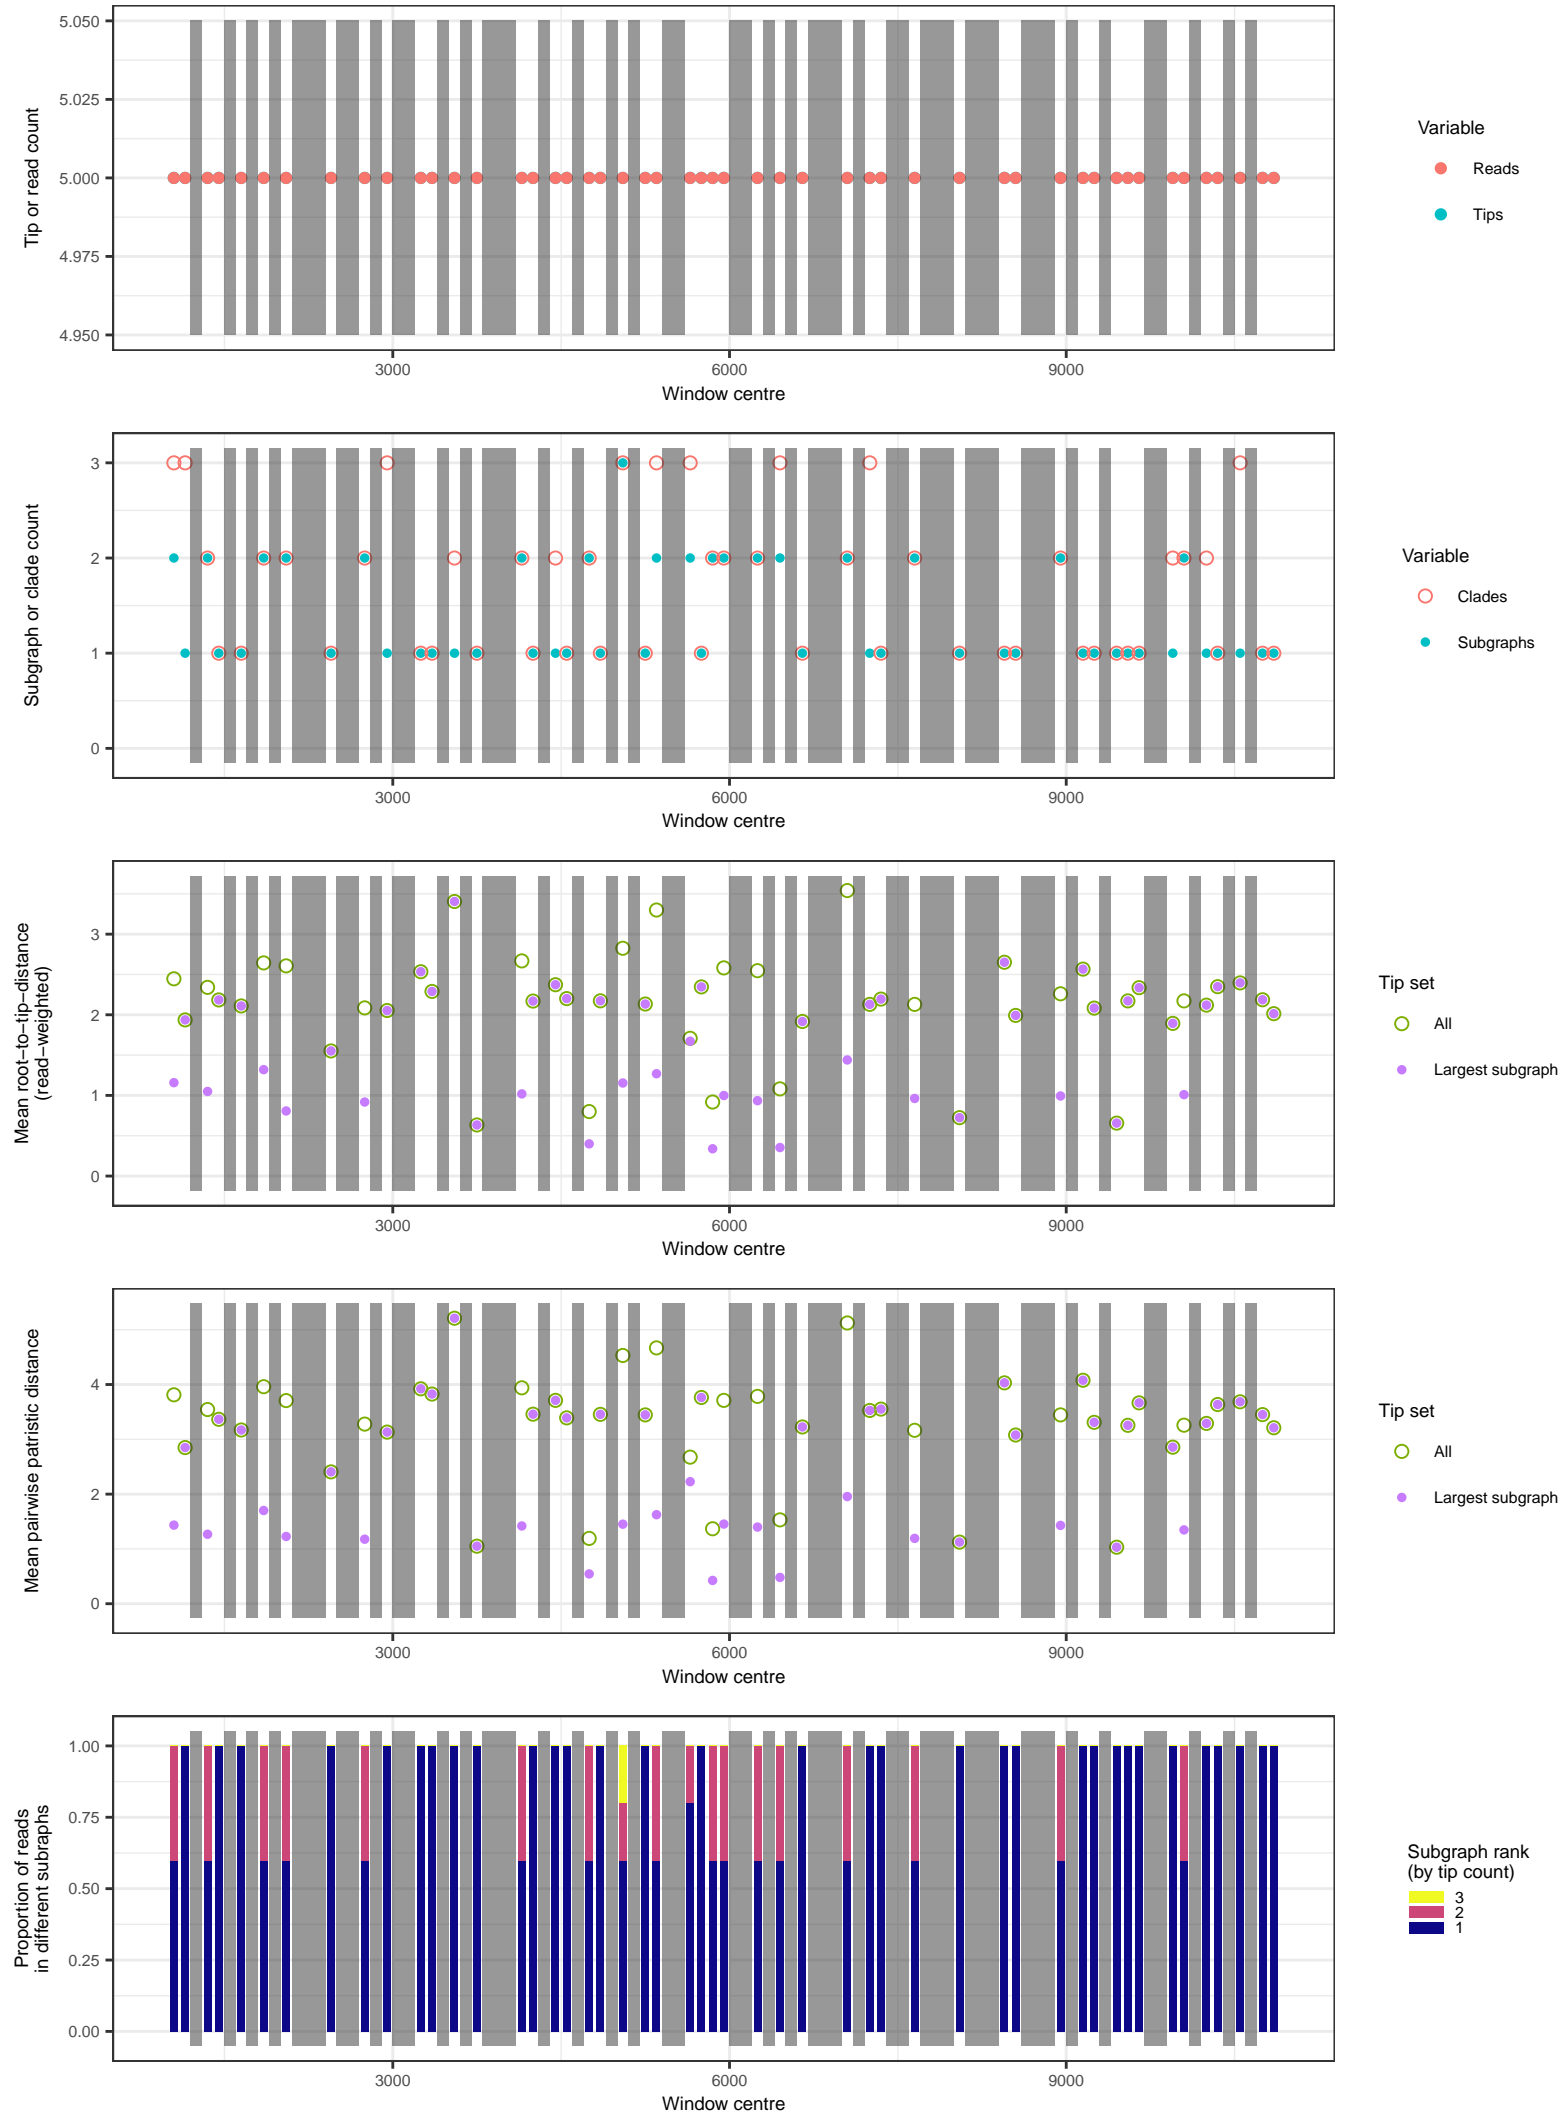 5.050
5.025
5.000
4.975
4.950
Tip or read count
3000
6000
9000
Window centre
Variable
Reads
Tips
3
2
1
0
Subgraph or clade count
3000
6000
9000
Window centre
Variable
Clades
Subgraphs
3
2
1
0
Mean root−to−tip−distance
(read−weighted)
3000
6000
9000
Window centre
Tip set
All
Largest subgraph
4
2
0
Mean pairwise patristic distance
3000
6000
9000
Window centre
Tip set
All
Largest subgraph
1.00
0.75
0.50
0.25
0.00
Proportion of reads
in different subraphs
3000
6000
9000
Window centre
Subgraph rank
(by tip count)
3
2
1